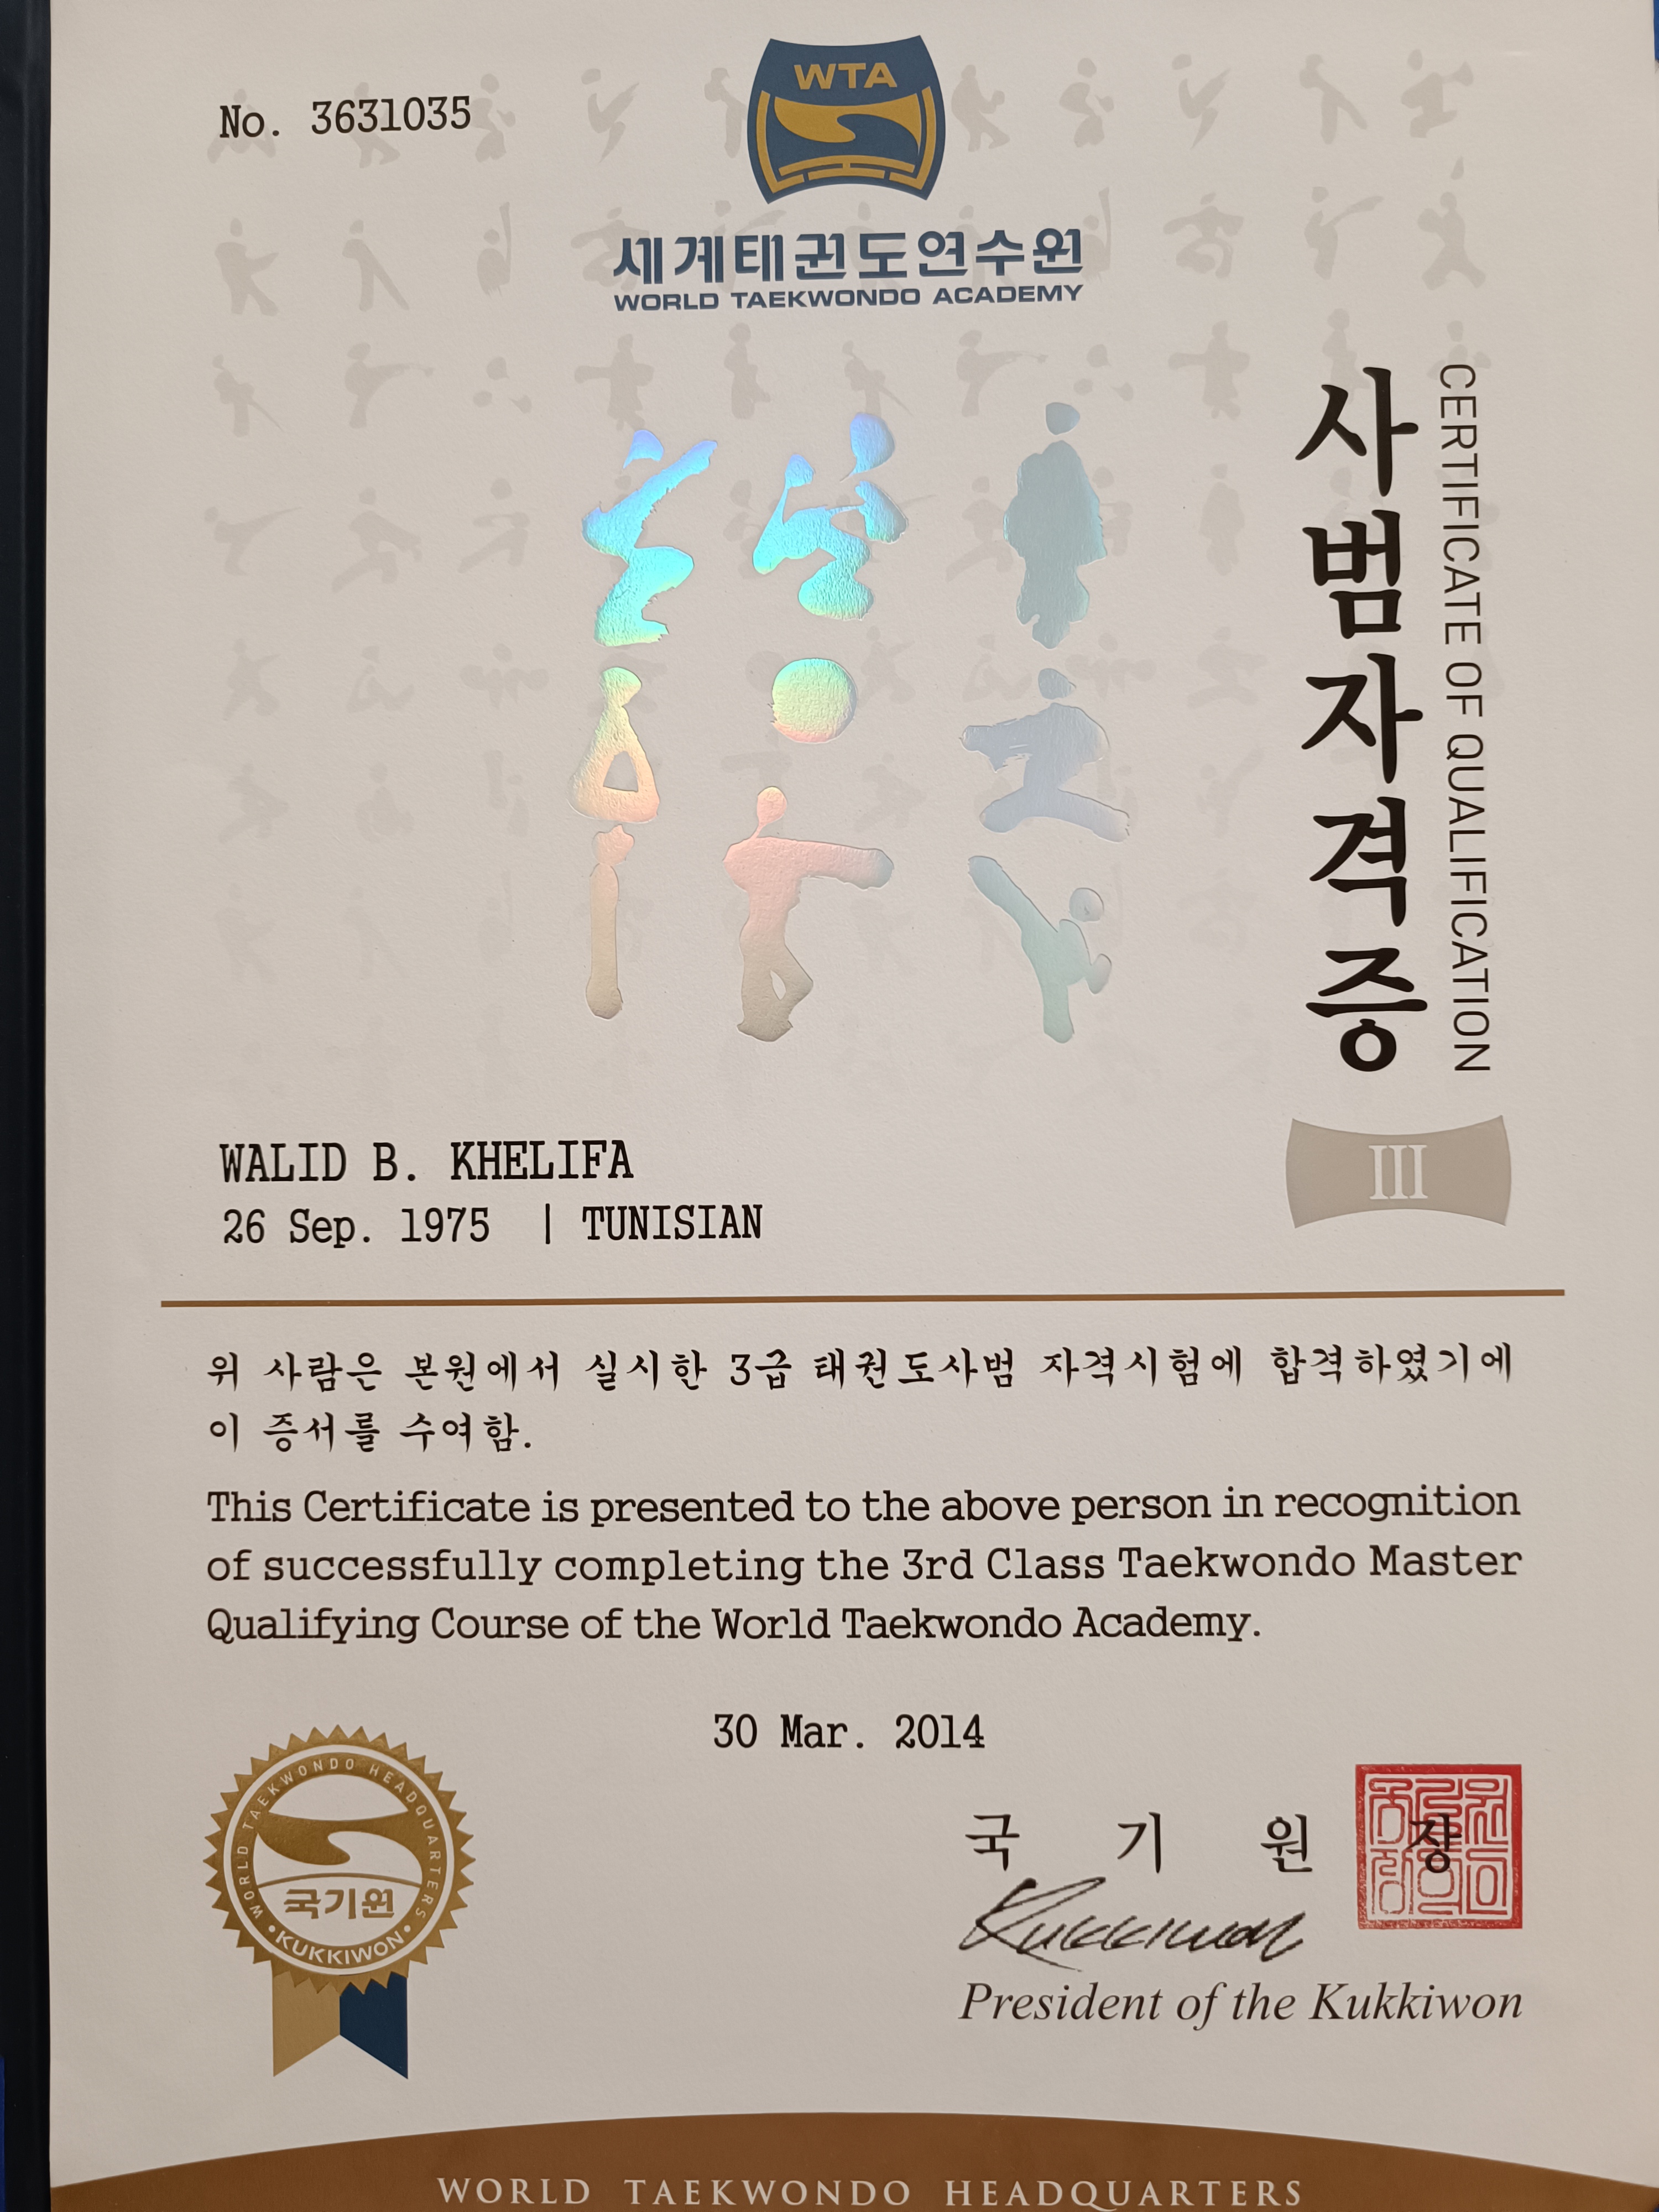 No. 3631035
WTA
세계태권도연수원
WORLD TAEKWONDO ACADEMY
사범자격증
CERTIFICATE OF QUALIFICATION
III
WALID B. KHELIFA
26 Sep. 1975 | TUNISIAN
위 사람은 본원에서 실시한 3급 태권도사범 자격시험에 합격하였기에
이 증서를 수여함.
This Certificate is presented to the above person in recognition
of successfully completing the 3rd Class Taekwondo Master
Qualifying Course of the World Taekwondo Academy.
30 Mar. 2014
WORLD TAEKWONDO HEADQUARTERS
국기원
KUKKIWON
국 기 원 장
Kukkiwon
President of the Kukkiwon
WORLD TAEKWONDO HEADQUARTERS